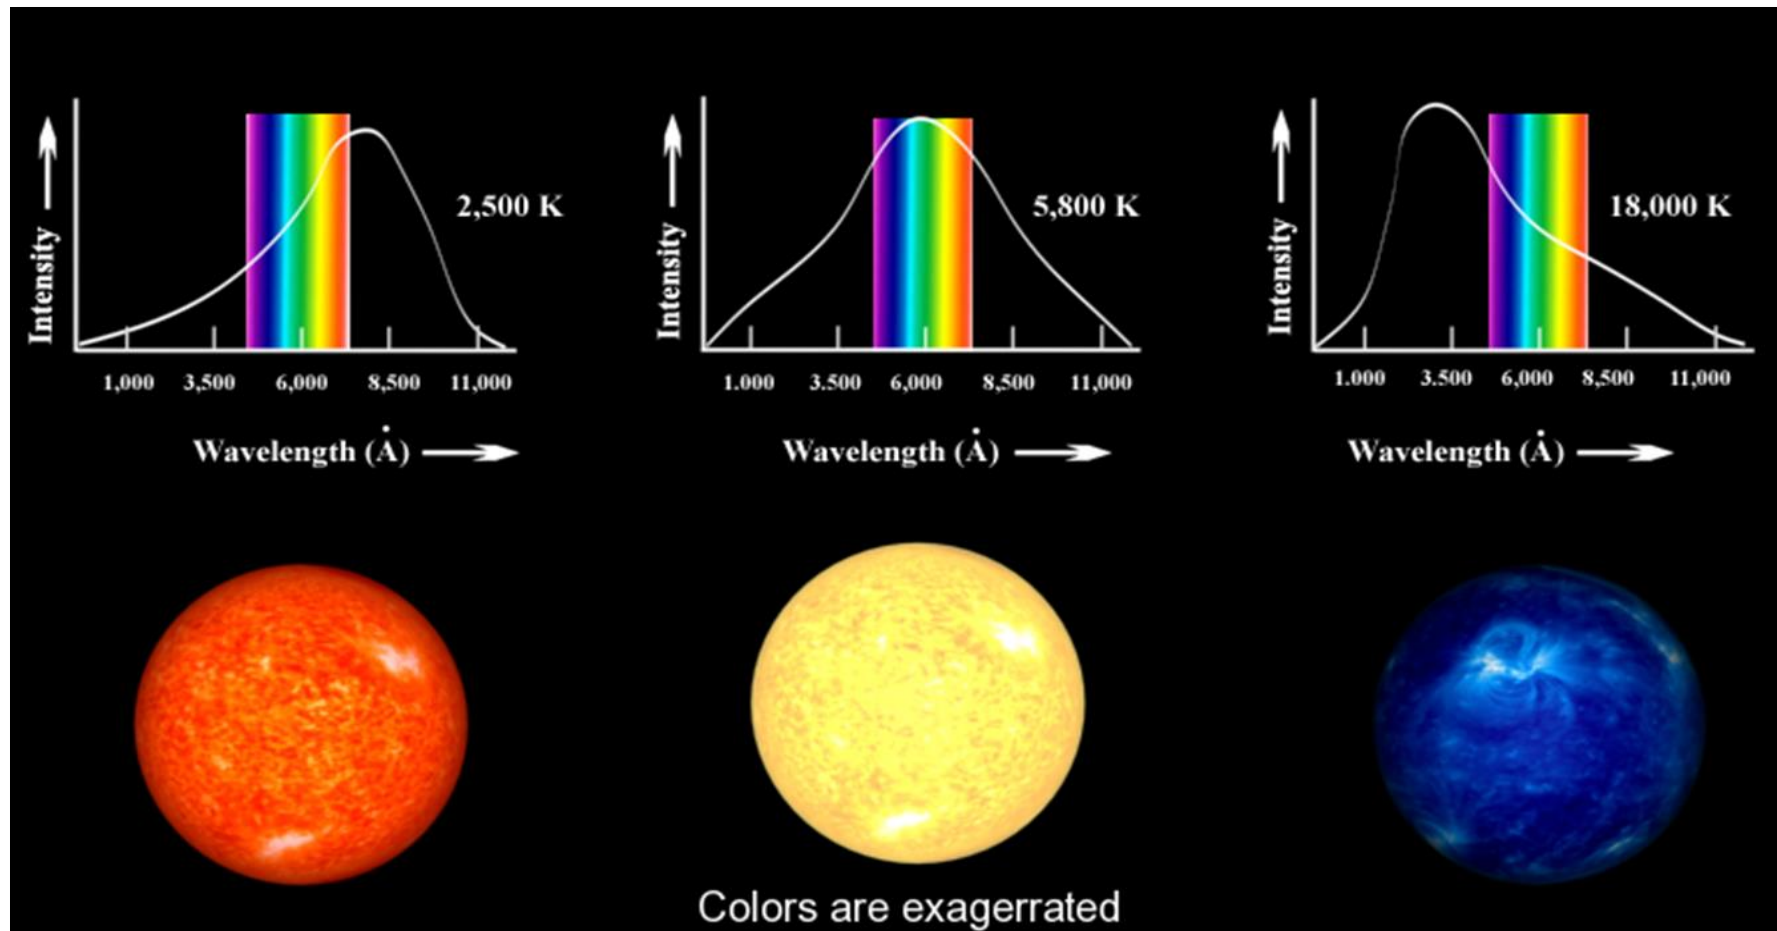 Intensity
2,500 K
1,000 3.500 6,000 8,500 11,000
Wavelength (Å)
Intensity
5,800 K
1.000 3.500 6,000 8,500 11,000
Wavelength (Å)
Intensity
18,000 K
1.000 3.500 6,000 8,500 11,000
Wavelength (Å)
Colors are exagerrated